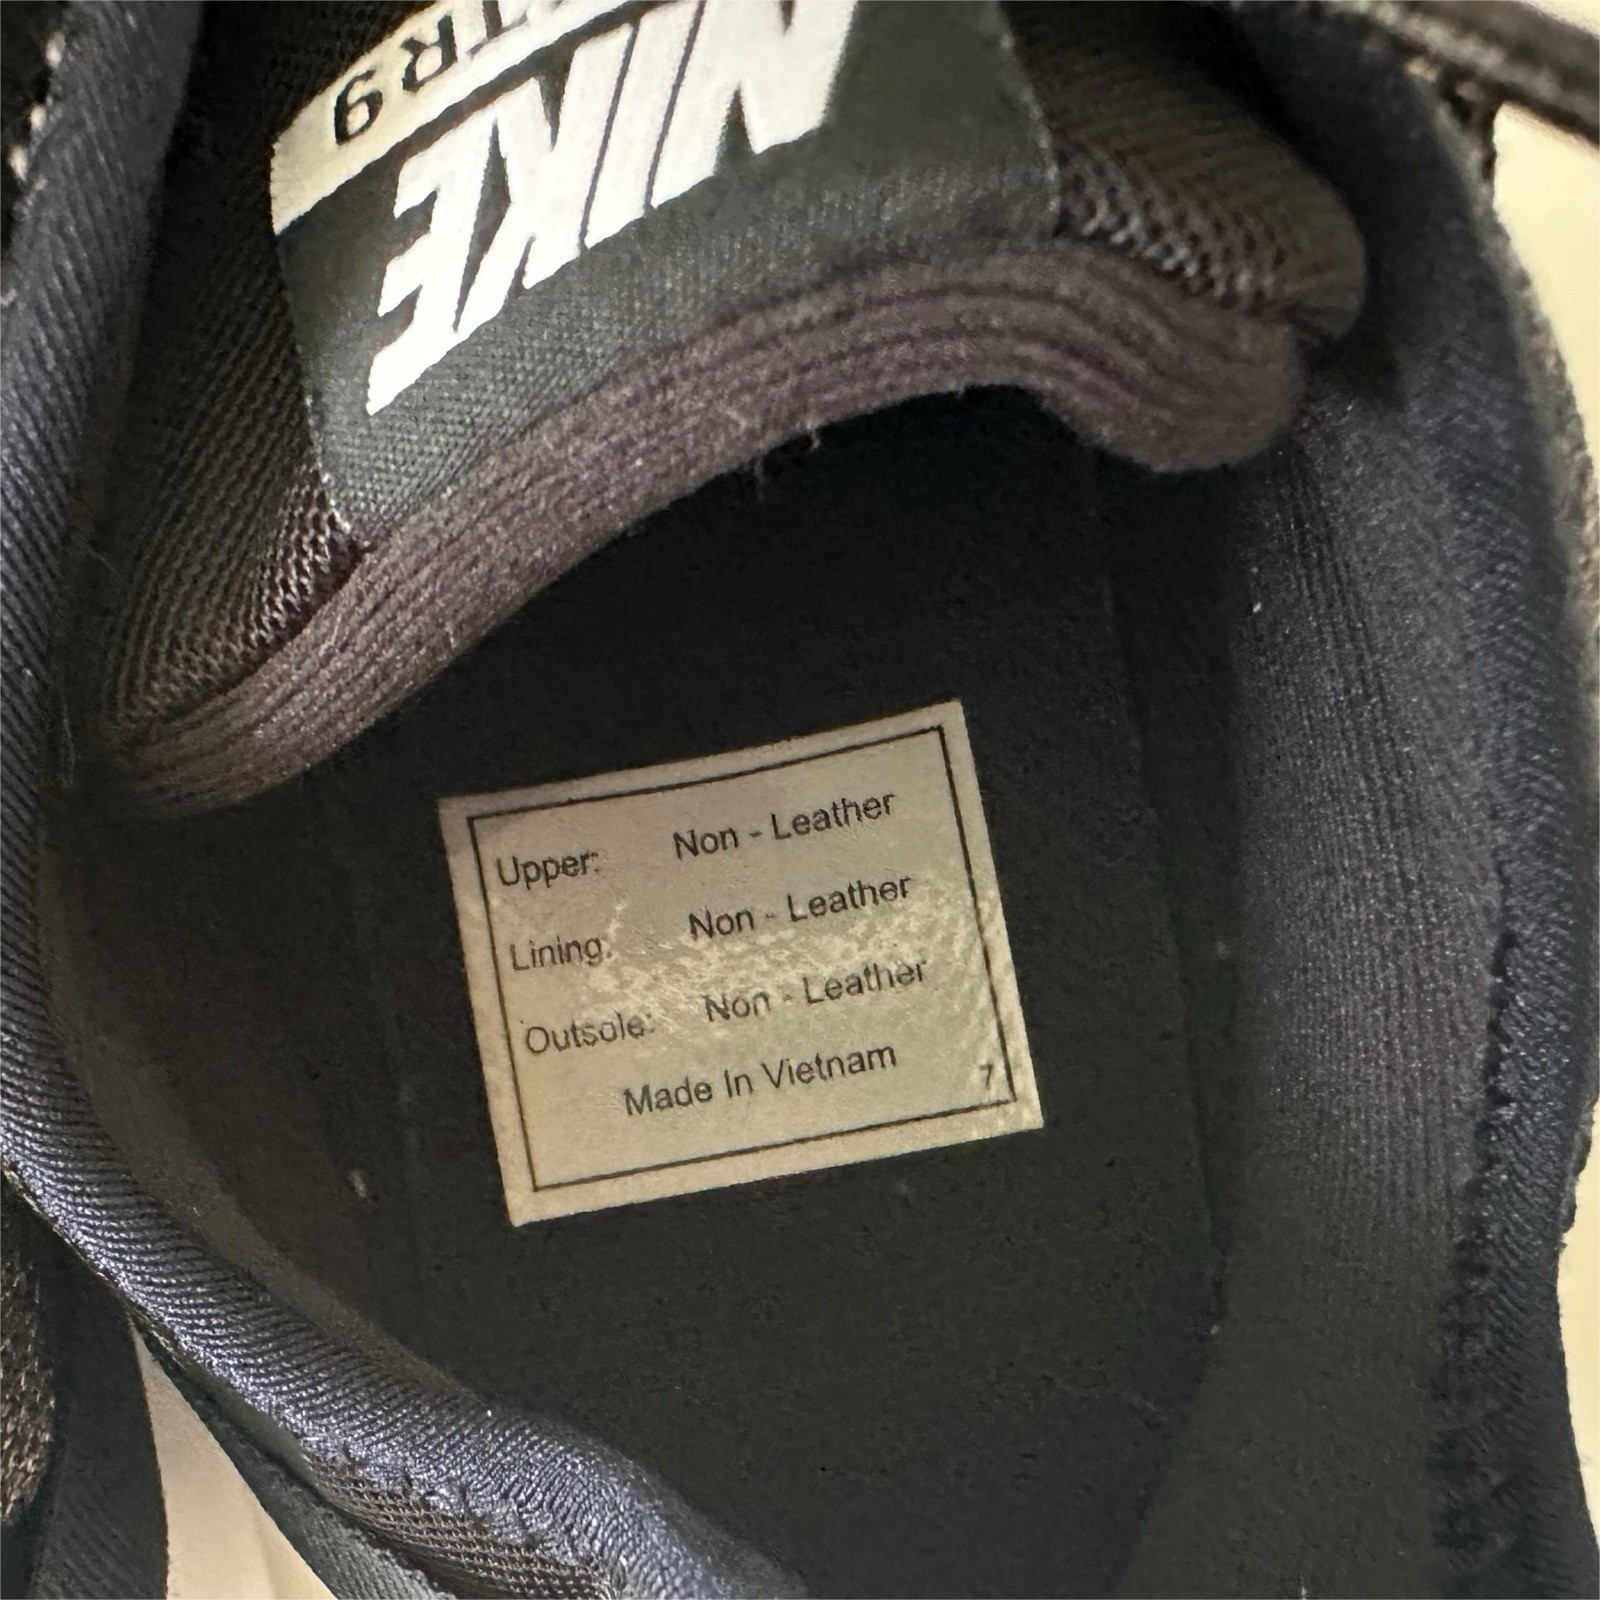 TR9
NIKE
Upper: Non - Leather
Lining: Non - Leather
Outsole: Non - Leather
Made In Vietnam
7